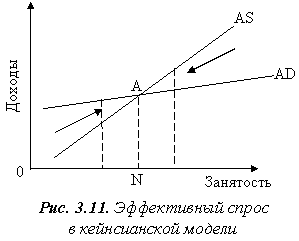 AS
AD
A
Доходы
0
N
Занятость
Рис. 3.11. Эффективный спрос
в кейнсианской модели